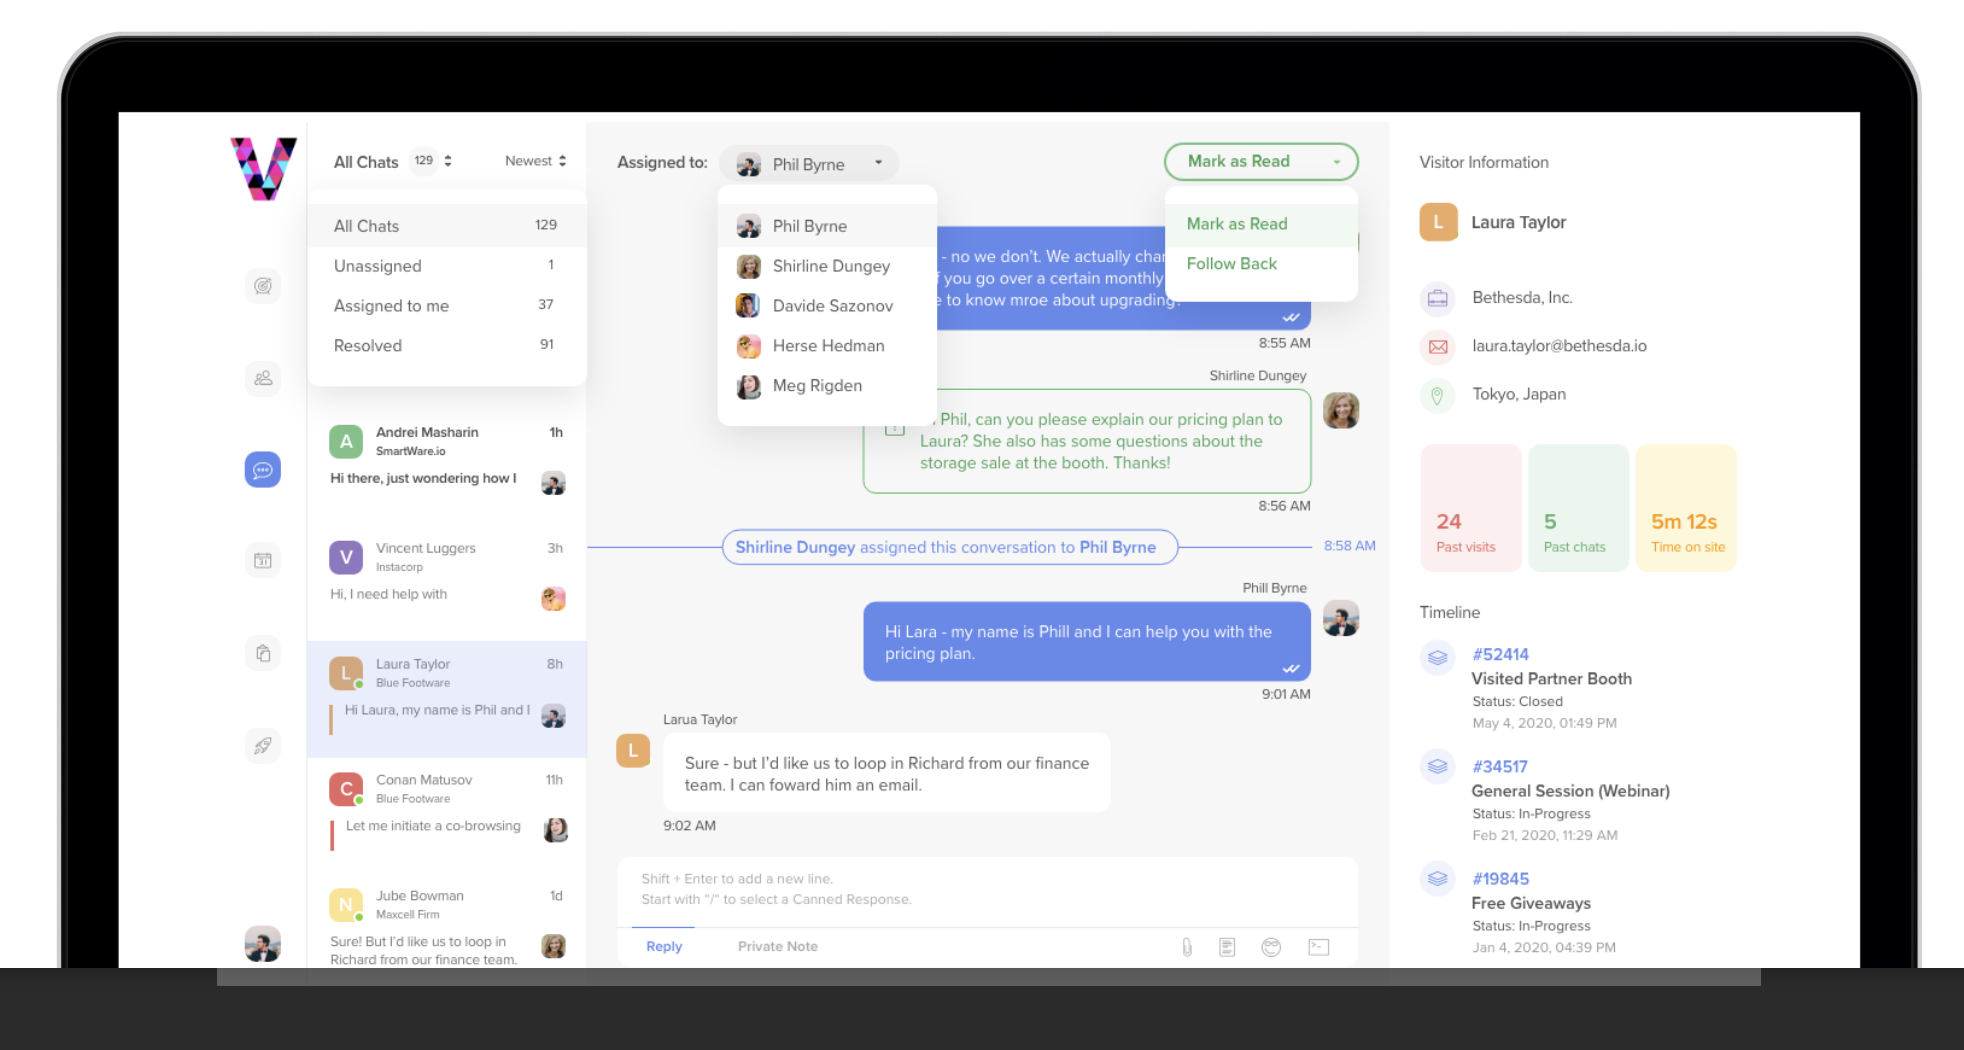 All Chats 129
Newest
All Chats 129
Unassigned 1
Assigned to me 37
Resolved 91
Andrei Masharin 1h
SmartWare.io
Hi there, just wondering how I
Vincent Luggers 3h
Instacorp
Hi, I need help with
L
Laura Taylor 8h
Blue Footware
Hi Laura, my name is Phil and I
C
Conan Matusov 11h
Blue Footware
Let me initiate a co-browsing
N
Jube Bowman 1d
Maxcell Firm
Sure! But I'd like us to loop in
Richard from our finance team.
A
V
31
Assigned to: Phil Byrne
Phil Byrne
Shirline Dungey
Davide Sazonov
Herse Hedman
Meg Rigden
Mark as Read
Mark as Read
Follow Back
- no we don't. We actually
you go over a certain monthly
to know mroe about upgrading
8:55 AM
Shirline Dungey
Phil, can you please explain our pricing plan to
Laura? She also has some questions about the
storage sale at the booth. Thanks!
8:56 AM
Shirline Dungey assigned this conversation to Phil Byrne
8:58 AM
Phill Byrne
Hi Lara - my name is Phill and I can help you with the
pricing plan.
9:01 AM
Larua Taylor
L
Sure - but I'd like us to loop in Richard from our finance
team. I can foward him an email.
9:02 AM
Shift + Enter to add a new line.
Start with "/" to select a Canned Response.
Reply
Private Note
Visitor Information
L
Laura Taylor
Bethesda, Inc.
laura.taylor@bethesda.io
Tokyo, Japan
24
Past visits
5
Past chats
5m 12s
Time on site
Timeline
#52414
Visited Partner Booth
Status: Closed
May 4, 2020, 01:49 PM
#34517
General Session (Webinar)
Status: In-Progress
Feb 21, 2020, 11:29 AM
#19845
Free Giveaways
Status: In-Progress
Jan 4, 2020, 04:39 PM